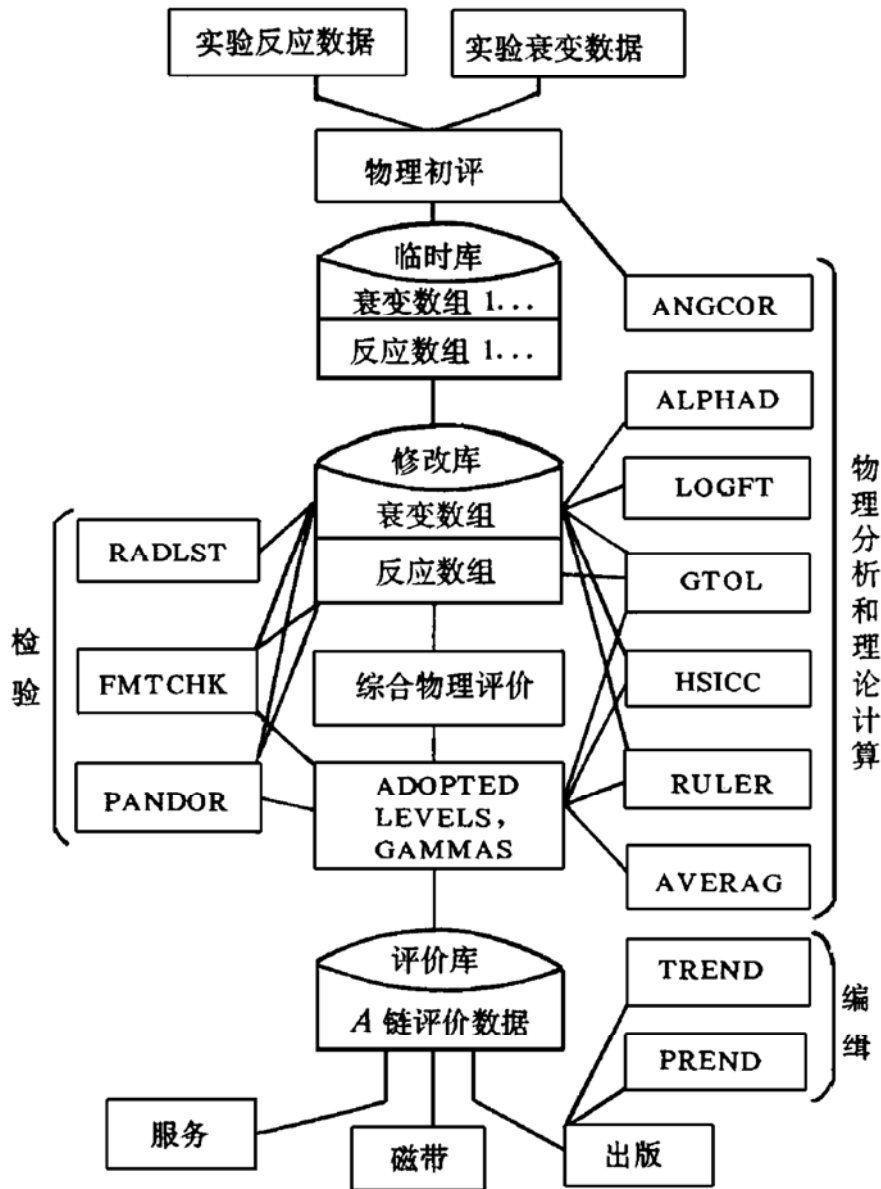 实验反应数据
实验衰变数据
物理初评
临时库
衰变数组 1...
反应数组 1...
ANGCOR
ALPHAD
修改库
LOGFT
衰变数组
RADLST
反应数组
GTOL
检验
FMTCHK
综合物理评价
HSICC
物理分析和理论计算
PANDOR
ADOPTED
LEVELS,
GAMMAS
RULER
AVERAG
评价库
TREND
A 链评价数据
PREND
编缉
服务
磁带
出版